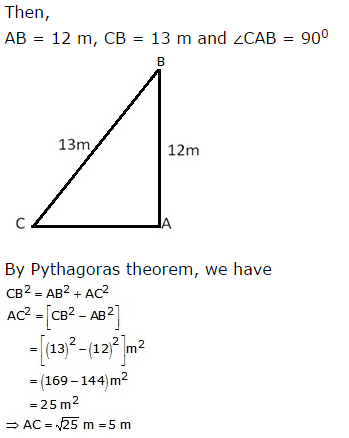 Then,
AB = 12 m, CB = 13 m and ∠CAB = 90⁰
B
13m
12m
C
A
By Pythagoras theorem, we have
CB² = AB² + AC²
AC² = [CB² – AB²]
= [(13)² – (12)²] m²
= (169 – 144) m²
= 25 m²
⇒ AC = √25 m = 5 m